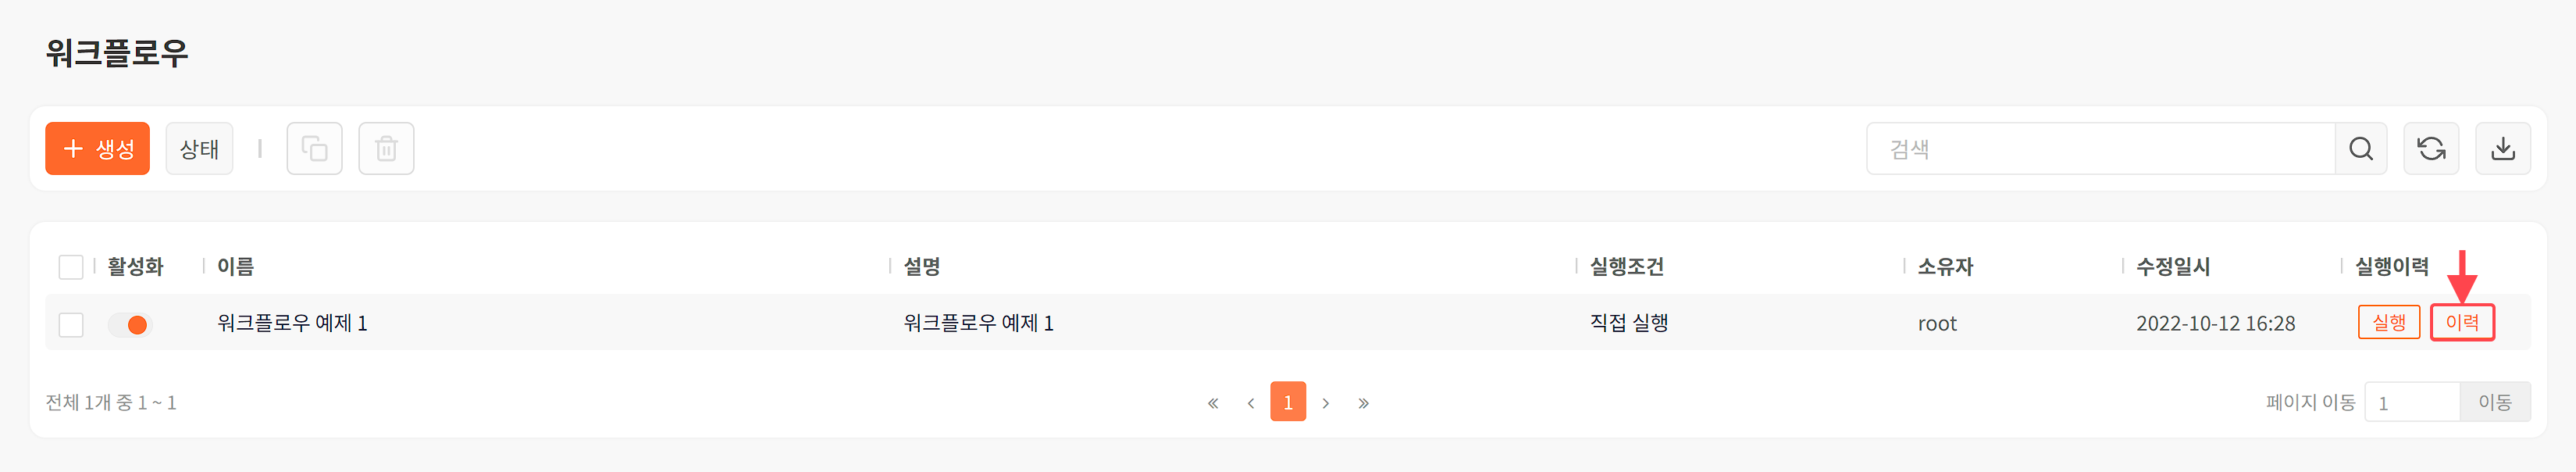 워크플로우
+ 생성 상태 검색
활성화 이름 설명 실행조건 소유자 수정일시 실행이력
워크플로우 예제 1 워크플로우 예제 1 직접 실행 root 2022-10-12 16:28 실행 이력
전체 1개 중 1 ~ 1 « ‹ 1 › » 페이지 이동 1 이동